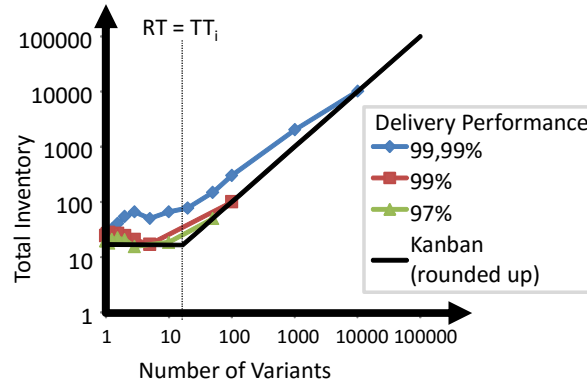 RT = TTi
100000
10000
1000
100
10
1
Total Inventory
1 10 100 1000 10000 100000
Number of Variants
Delivery Performance
99,99%
99%
97%
Kanban
(rounded up)